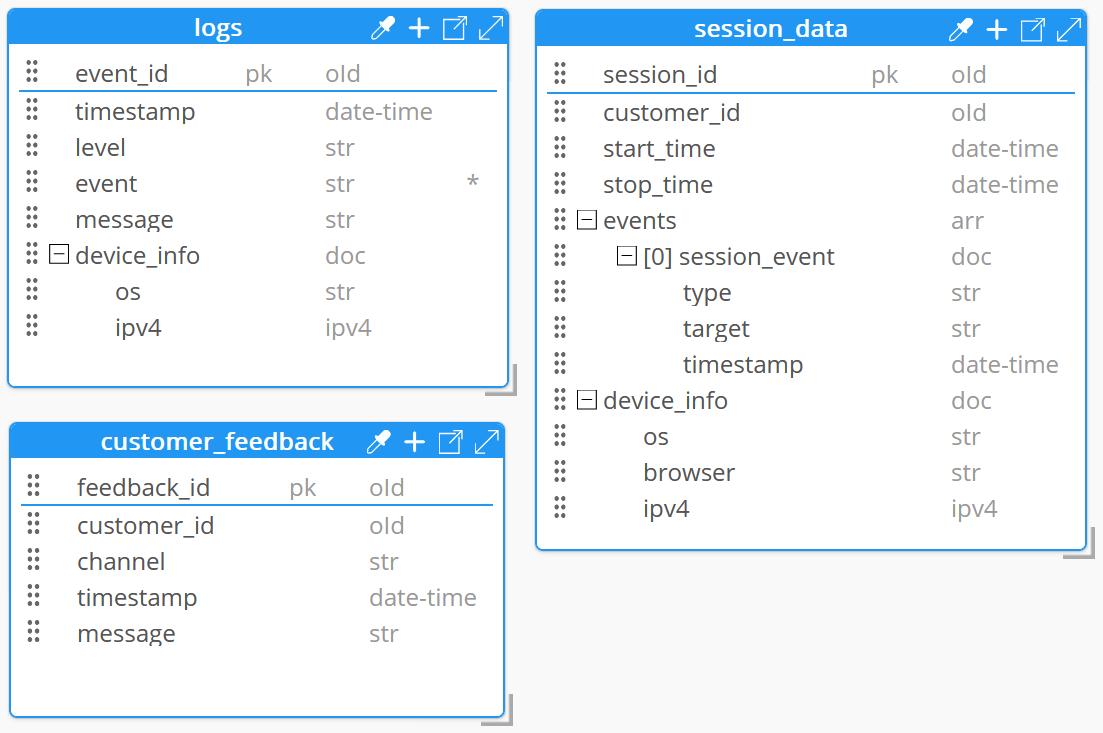 logs
event_id pk oId
timestamp date-time
level str
event str *
message str
device_info doc
os str
ipv4 ipv4
customer_feedback
feedback_id pk oId
customer_id oId
channel str
timestamp date-time
message str
session_data
session_id pk oId
customer_id oId
start_time date-time
stop_time date-time
events arr
[0] session_event doc
type str
target str
timestamp date-time
device_info doc
os str
browser str
ipv4 ipv4